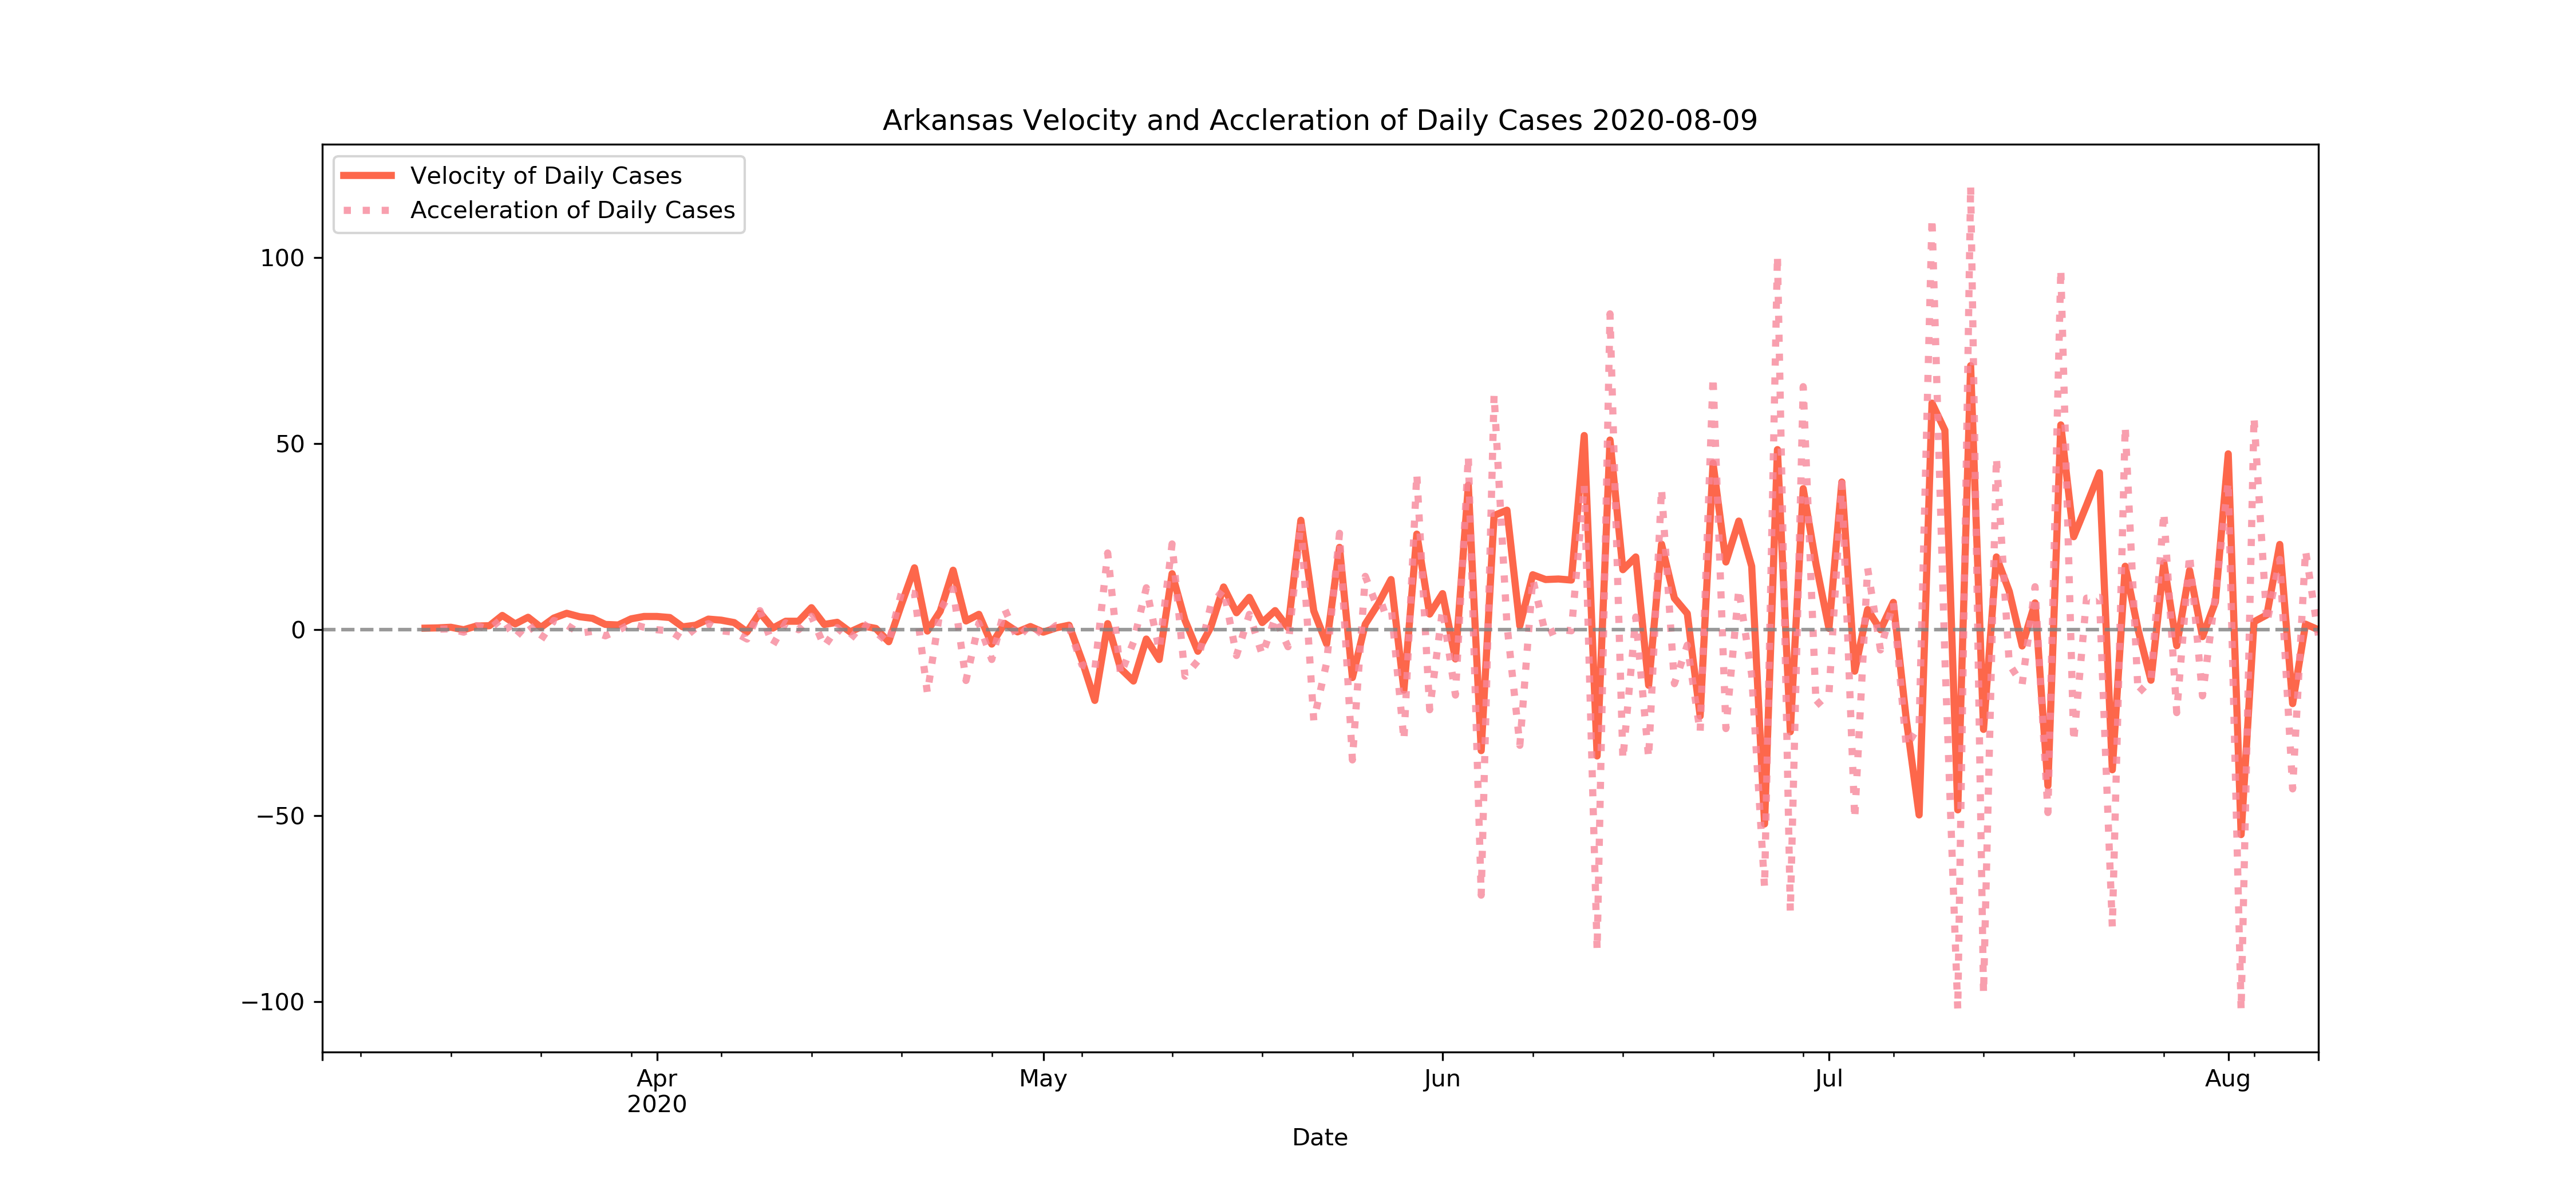 Arkansas Velocity and Accleration of Daily Cases 2020-08-09
Velocity of Daily Cases
Acceleration of Daily Cases
100
50
0
−50
−100
Apr
2020
May
Jun
Jul
Aug
Date